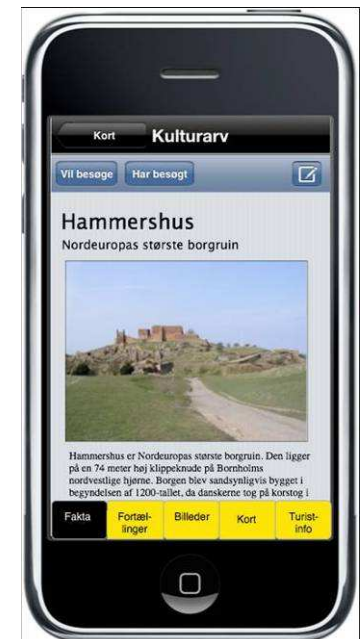 Kort Kulturarv
Vil besøge Har besøgt
Hammershus
Nordeuropas største borgruin
Hammershus er Nordeuropas største borgruin. Den ligger
på en 74 meter høj klippeknude på Bornholms
nordvestlige hjørne. Borgen blev sandsynligvis bygget i
begyndelsen af 1200-tallet, da danskerne tog på korstog i
Fakta Fortæl- Billeder Kort Turist-
linger info